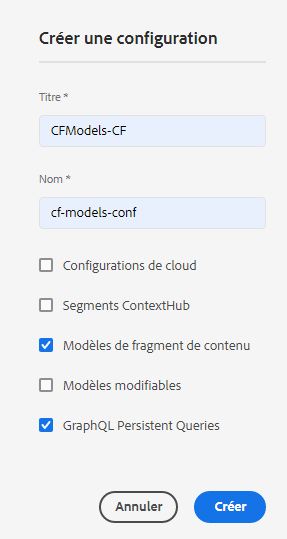 Créer une configuration
Titre *
CFModels-CF
Nom *
cf-models-conf
Configurations de cloud
Segments ContextHub
Modèles de fragment de contenu
Modèles modifiables
GraphQL Persistent Queries
Annuler
Créer